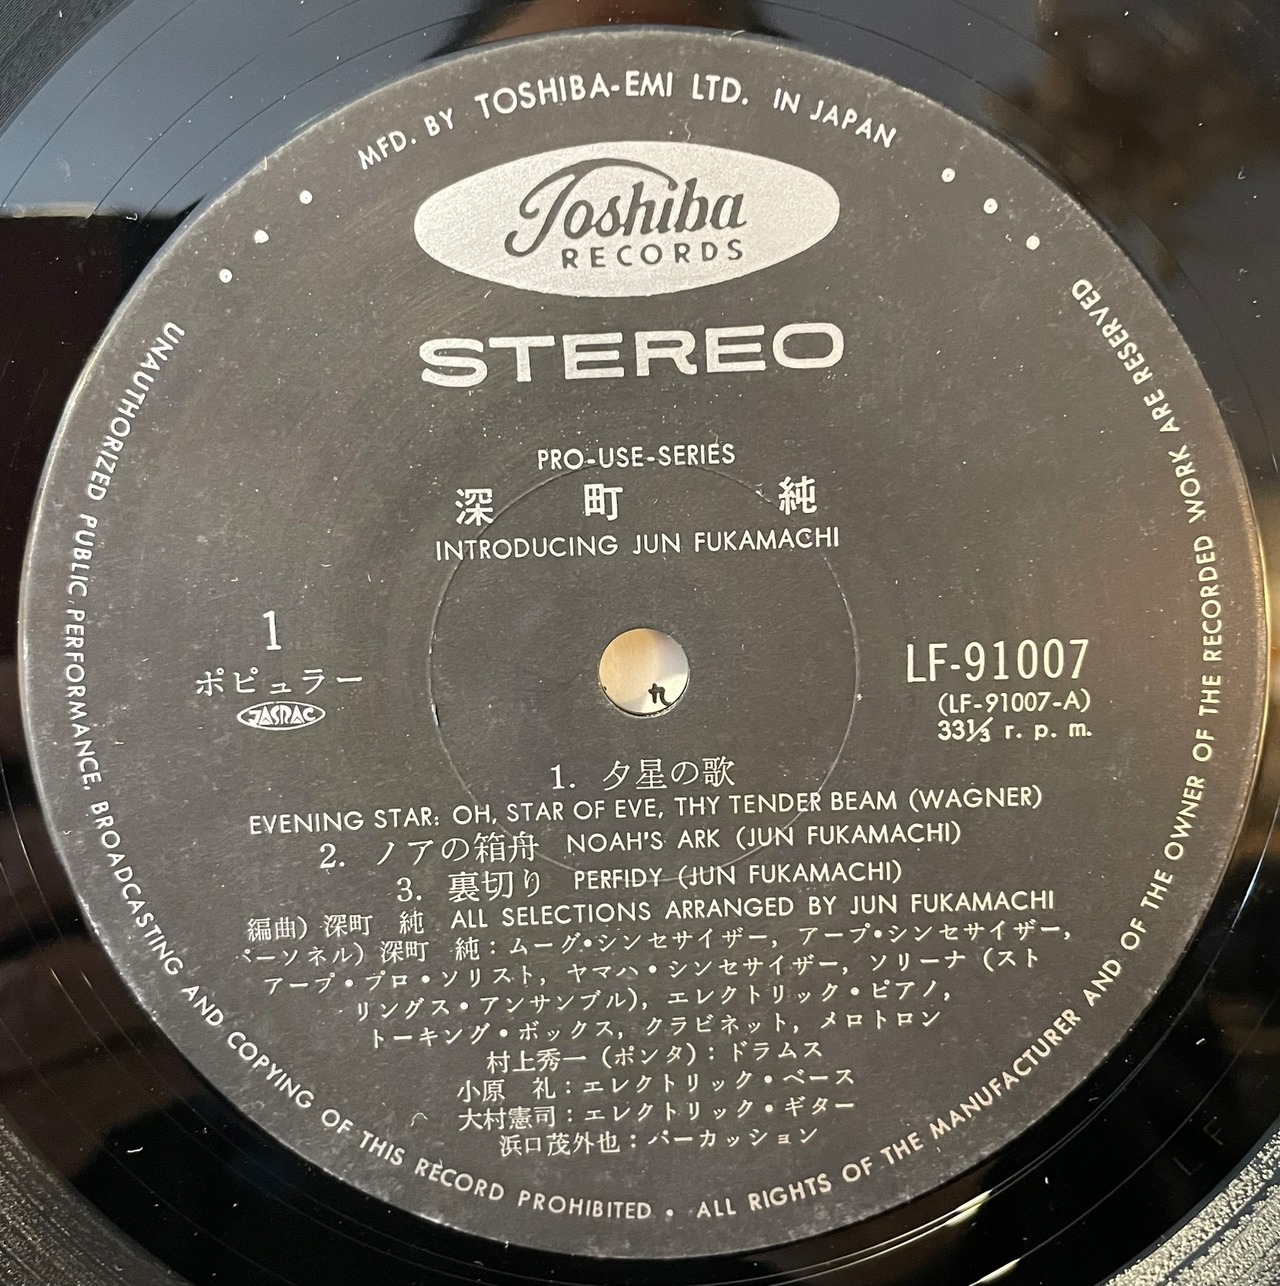 MFD. BY TOSHIBA-EMI LTD. IN JAPAN
Toshiba
RECORDS
STEREO
PRO-USE-SERIES
深町 純
INTRODUCING JUN FUKAMACHI
1
ポピュラー
JASRAC
LF-91007
(LF-91007-A)
33⅓ r. p. m.
1. 夕星の歌
EVENING STAR: OH, STAR OF EVE, THY TENDER BEAM (WAGNER)
2. ノアの箱舟 NOAH'S ARK (JUN FUKAMACHI)
3. 裏切り PERFIDY (JUN FUKAMACHI)
編曲) 深町 純 ALL SELECTIONS ARRANGED BY JUN FUKAMACHI
パーソネル) 深町 純：ムーグ・シンセサイザー, アープ・シンセサイザー,
アープ・プロ・ソリスト, ヤマハ・シンセサイザー, ソリーナ (スト
リングス・アンサンブル), エレクトリック・ピアノ,
トーキング・ボックス, クラビネット, メロトロン
村上秀一 (ポンタ)：ドラムス
小原 礼：エレクトリック・ベース
大村憲司：エレクトリック・ギター
浜口茂外也：パーカッション
UNAUTHORIZED PUBLIC PERFORMANCE, BROADCASTING AND COPYING OF THIS RECORD PROHIBITED • ALL RIGHTS OF THE MANUFACTURER AND OF THE OWNER OF THE RECORDED WORK ARE RESERVED